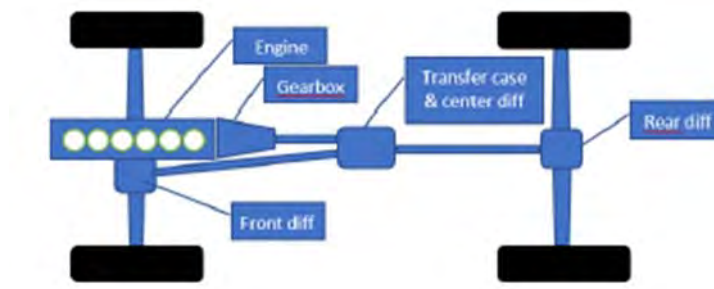 Engine
Gearbox
Transfer case
& center diff
Rear diff
Front diff